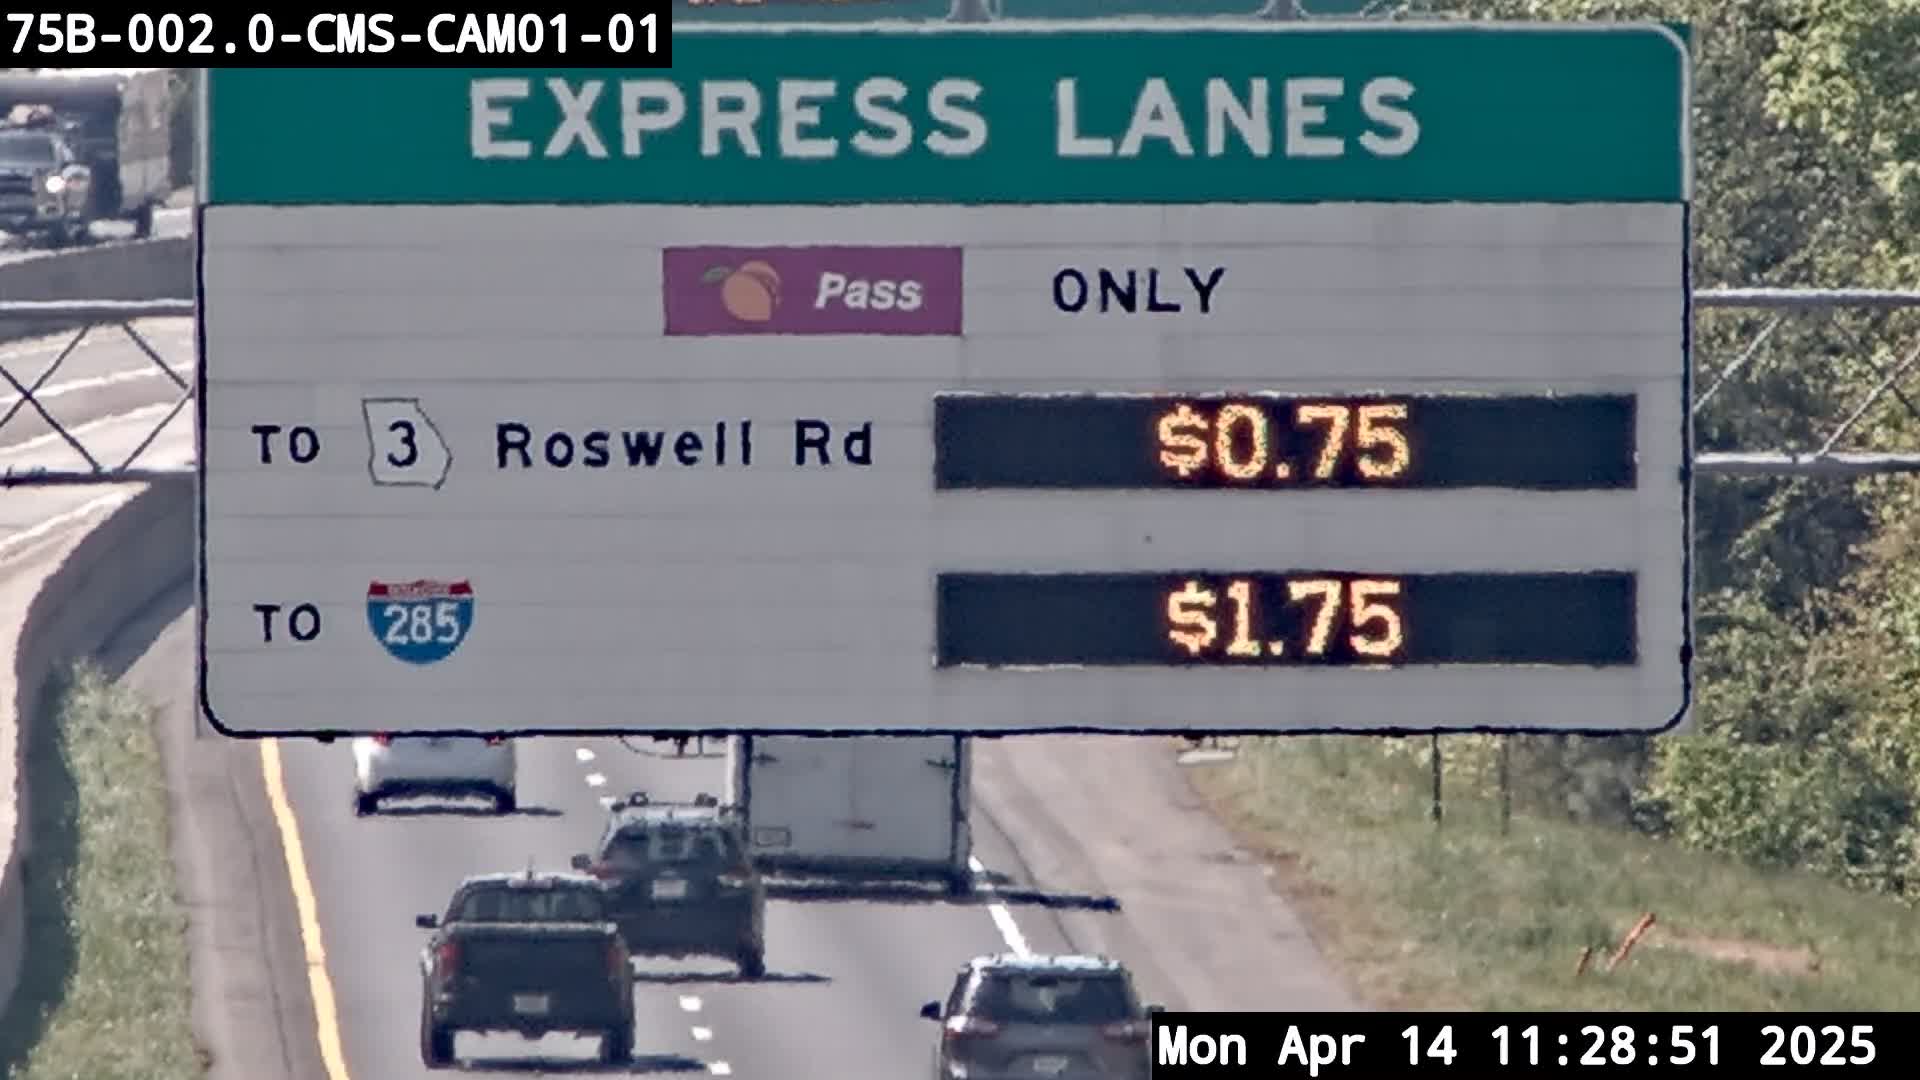 75B-002.0-CMS-CAM01-01
EXPRESS LANES
Pass ONLY
TO 3 Roswell Rd $0.75
TO 285 $1.75
Mon Apr 14 11:28:51 2025